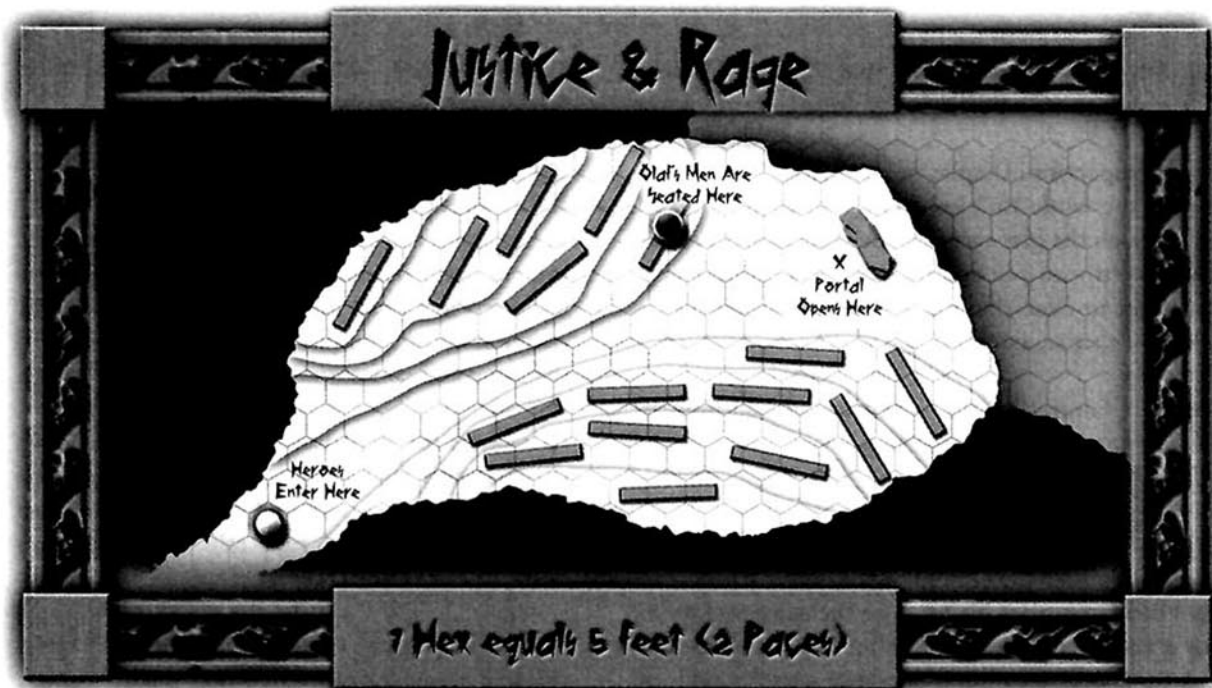 Justice & Rage
Olaf's Men Are
Seated Here
X
Portal
Opens Here
Heroes
Enter Here
1 Hex equals 5 feet (2 Paces)